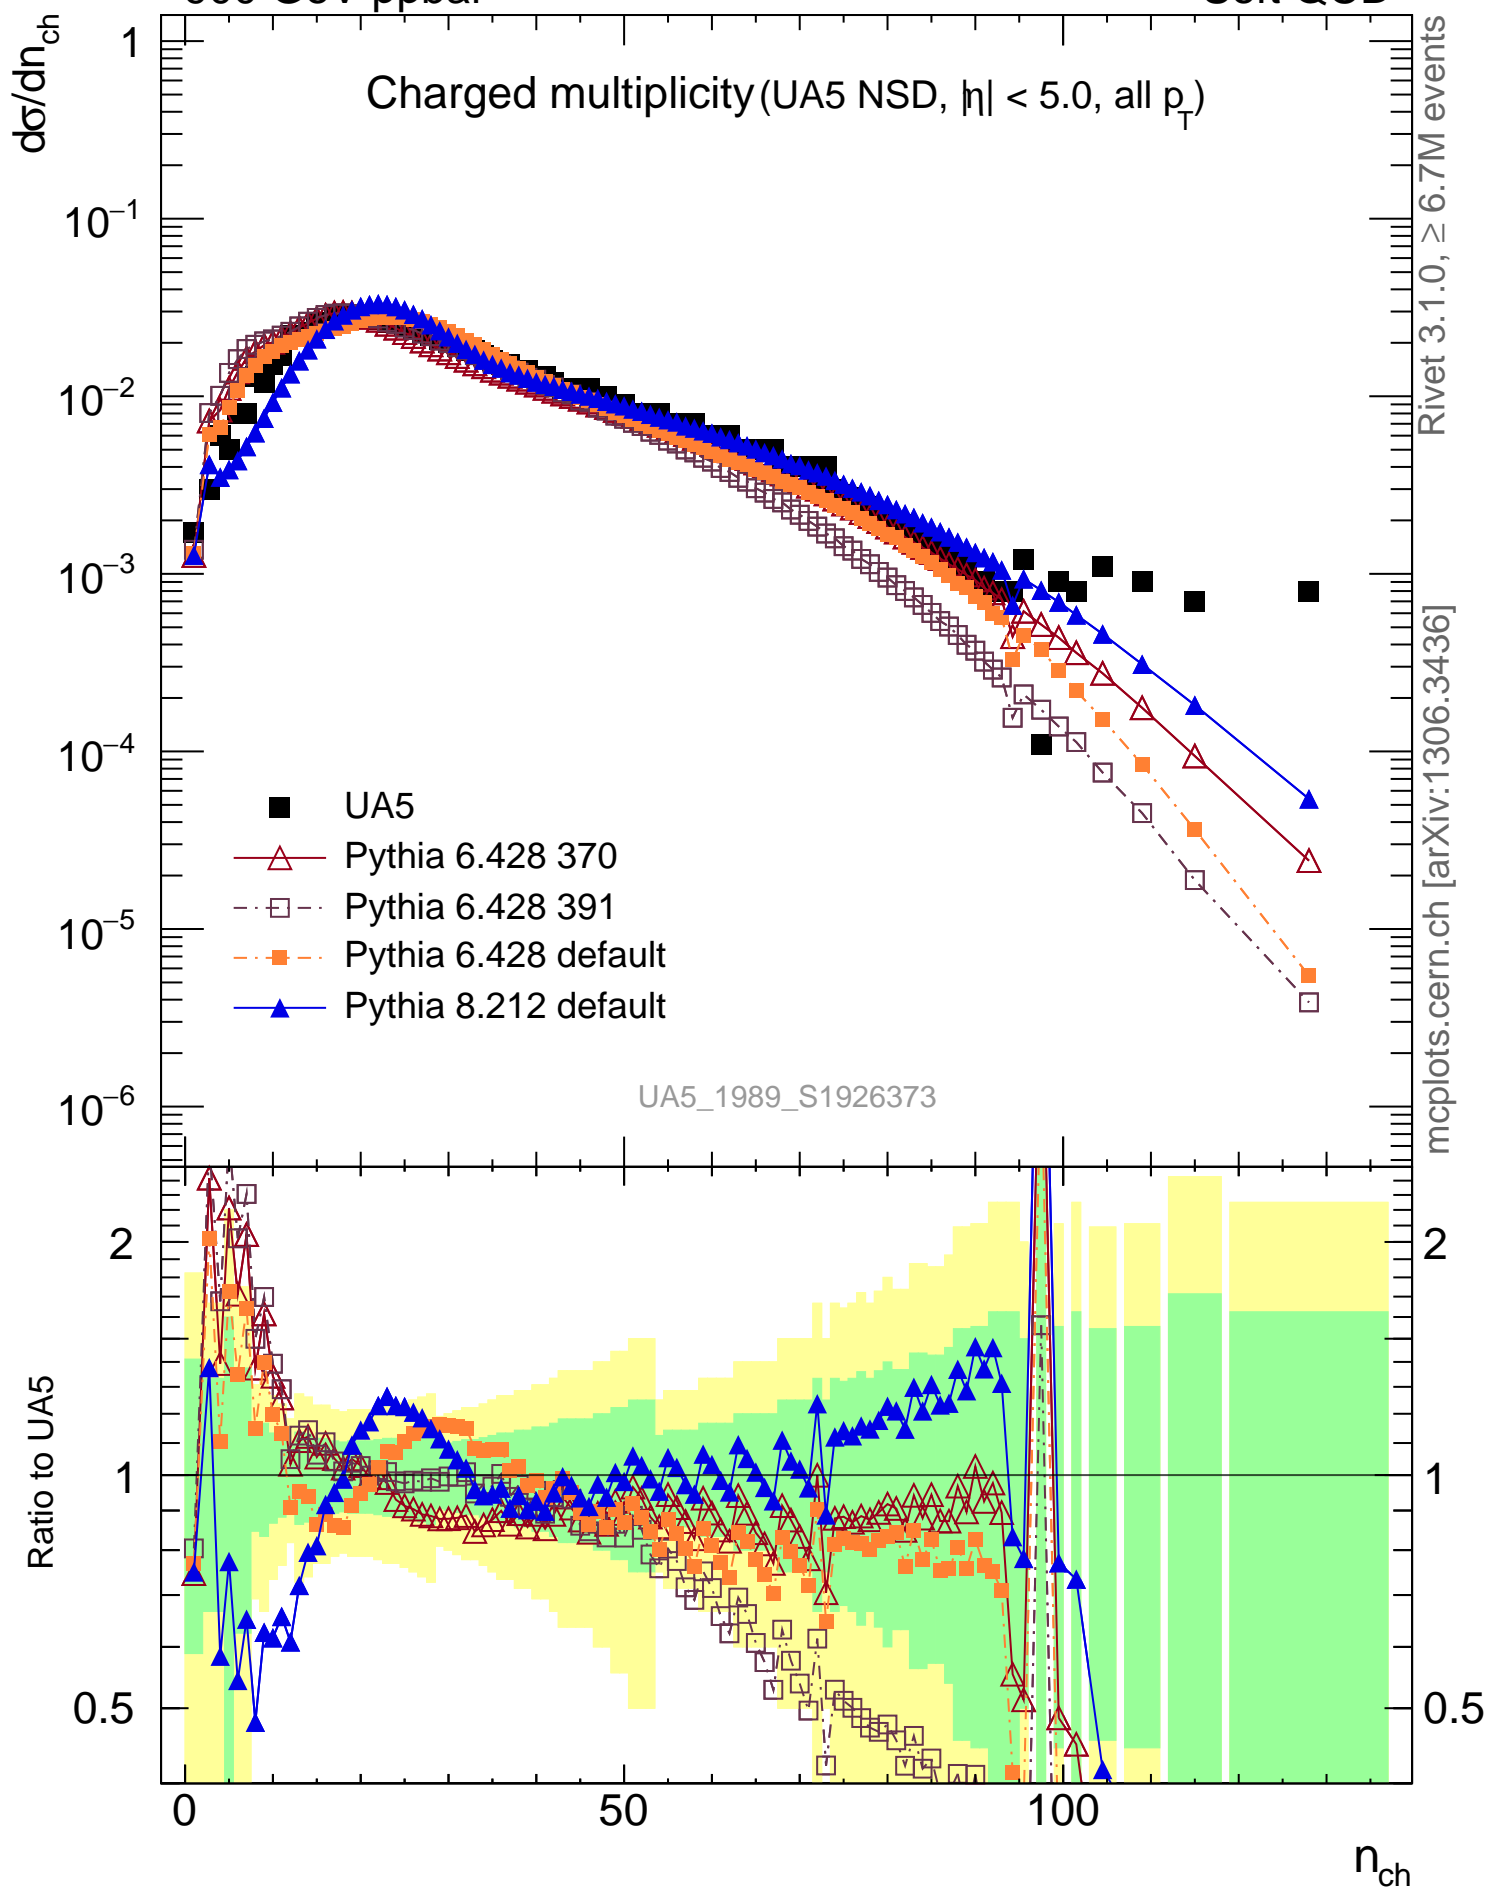 dσ/dn_ch
Charged multiplicity (UA5 NSD, |η| < 5.0, all p_T)
1
10⁻¹
10⁻²
10⁻³
10⁻⁴
10⁻⁵
10⁻⁶
UA5
Pythia 6.428 370
Pythia 6.428 391
Pythia 6.428 default
Pythia 8.212 default
UA5_1989_S1926373
Rivet 3.1.0, ≥ 6.7M events
mcplots.cern.ch [arXiv:1306.3436]
Ratio to UA5
2
1
0.5
2
1
0.5
0
50
100
n_ch